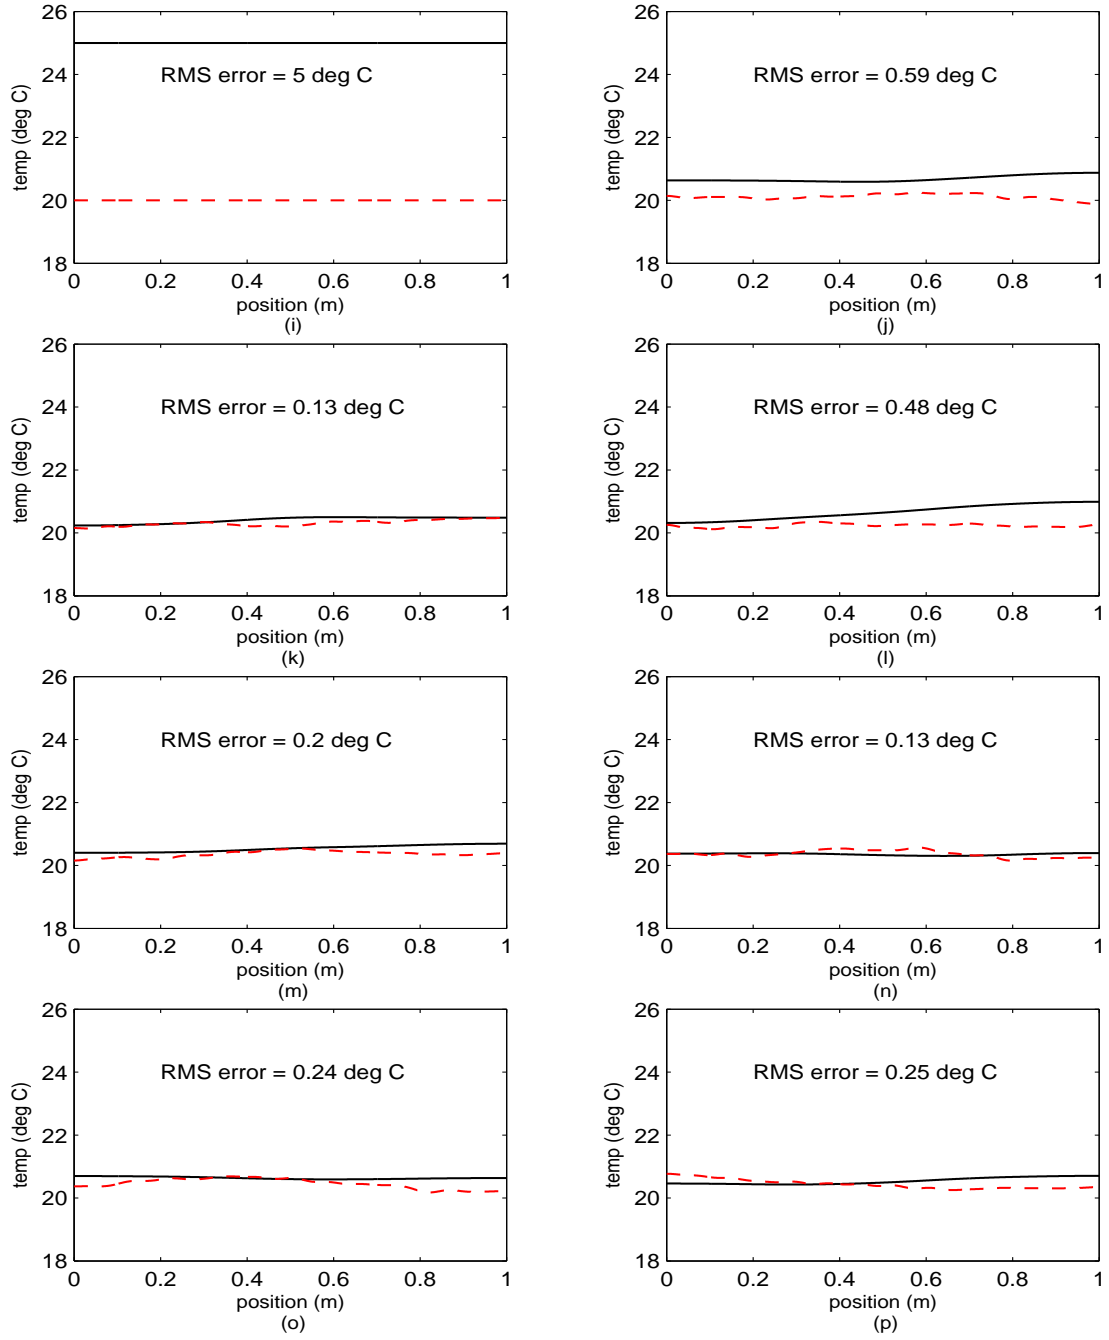 26
24
22
20
18
temp (deg C)
RMS error = 5 deg C
0 0.2 0.4 0.6 0.8 1
position (m)
(i)
26
24
22
20
18
temp (deg C)
RMS error = 0.59 deg C
0 0.2 0.4 0.6 0.8 1
position (m)
(j)
26
24
22
20
18
temp (deg C)
RMS error = 0.13 deg C
0 0.2 0.4 0.6 0.8 1
position (m)
(k)
26
24
22
20
18
temp (deg C)
RMS error = 0.48 deg C
0 0.2 0.4 0.6 0.8 1
position (m)
(l)
26
24
22
20
18
temp (deg C)
RMS error = 0.2 deg C
0 0.2 0.4 0.6 0.8 1
position (m)
(m)
26
24
22
20
18
temp (deg C)
RMS error = 0.13 deg C
0 0.2 0.4 0.6 0.8 1
position (m)
(n)
26
24
22
20
18
temp (deg C)
RMS error = 0.24 deg C
0 0.2 0.4 0.6 0.8 1
position (m)
(o)
26
24
22
20
18
temp (deg C)
RMS error = 0.25 deg C
0 0.2 0.4 0.6 0.8 1
position (m)
(p)